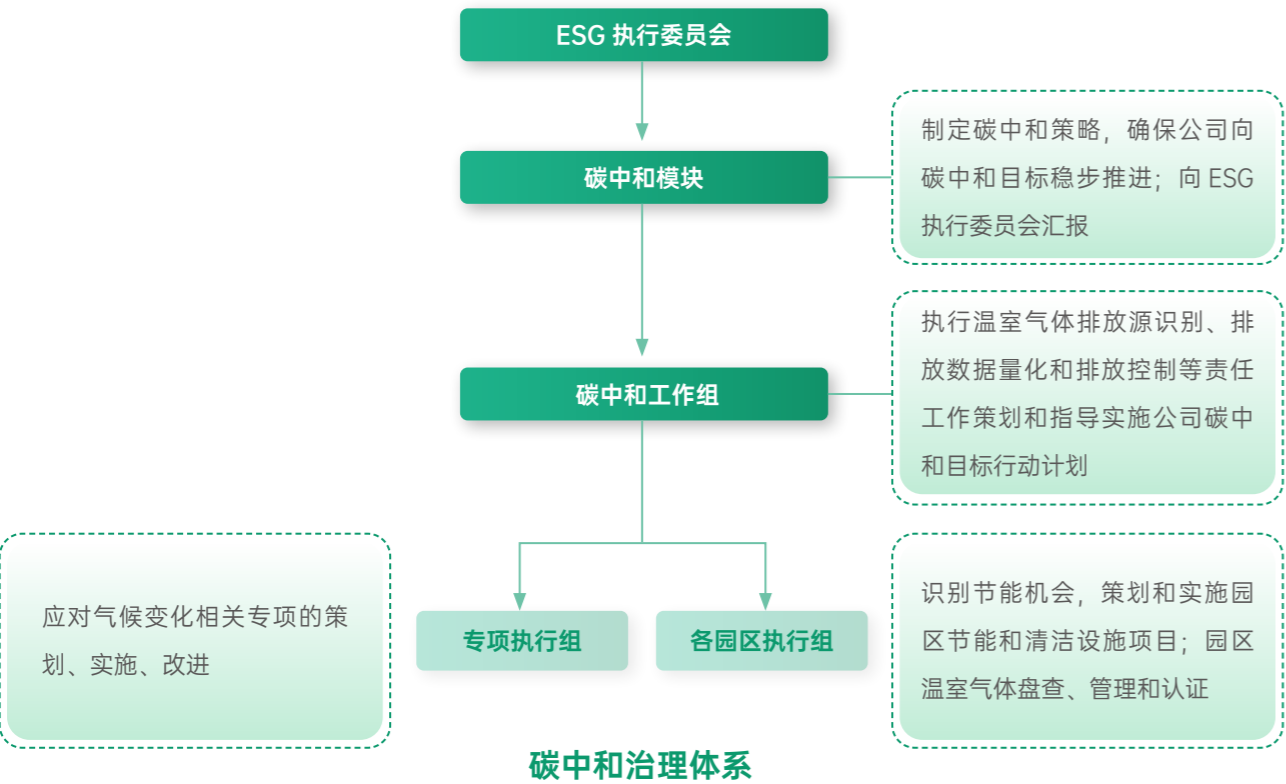 ESG 执行委员会
碳中和模块
制定碳中和策略，确保公司向
碳中和目标稳步推进；向 ESG
执行委员会汇报
碳中和工作组
执行温室气体排放源识别、排
放数据量化和排放控制等责任
工作策划和指导实施公司碳中
和目标行动计划
应对气候变化相关专项的策
划、实施、改进
专项执行组
各园区执行组
识别节能机会，策划和实施园
区节能和清洁设施项目；园区
温室气体盘查、管理和认证
碳中和治理体系